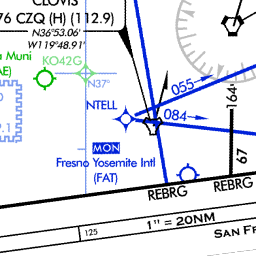 CLOVIS
76 CZQ (H) (112.9)
N36°53.06'
W119°48.91'
Muni
KO42G
N37°
055
NTELL
084
164
MON
Fresno Yosemite Intl
(FAT)
67
REBRG
REBRG
125
1" = 20NM
SAN FR